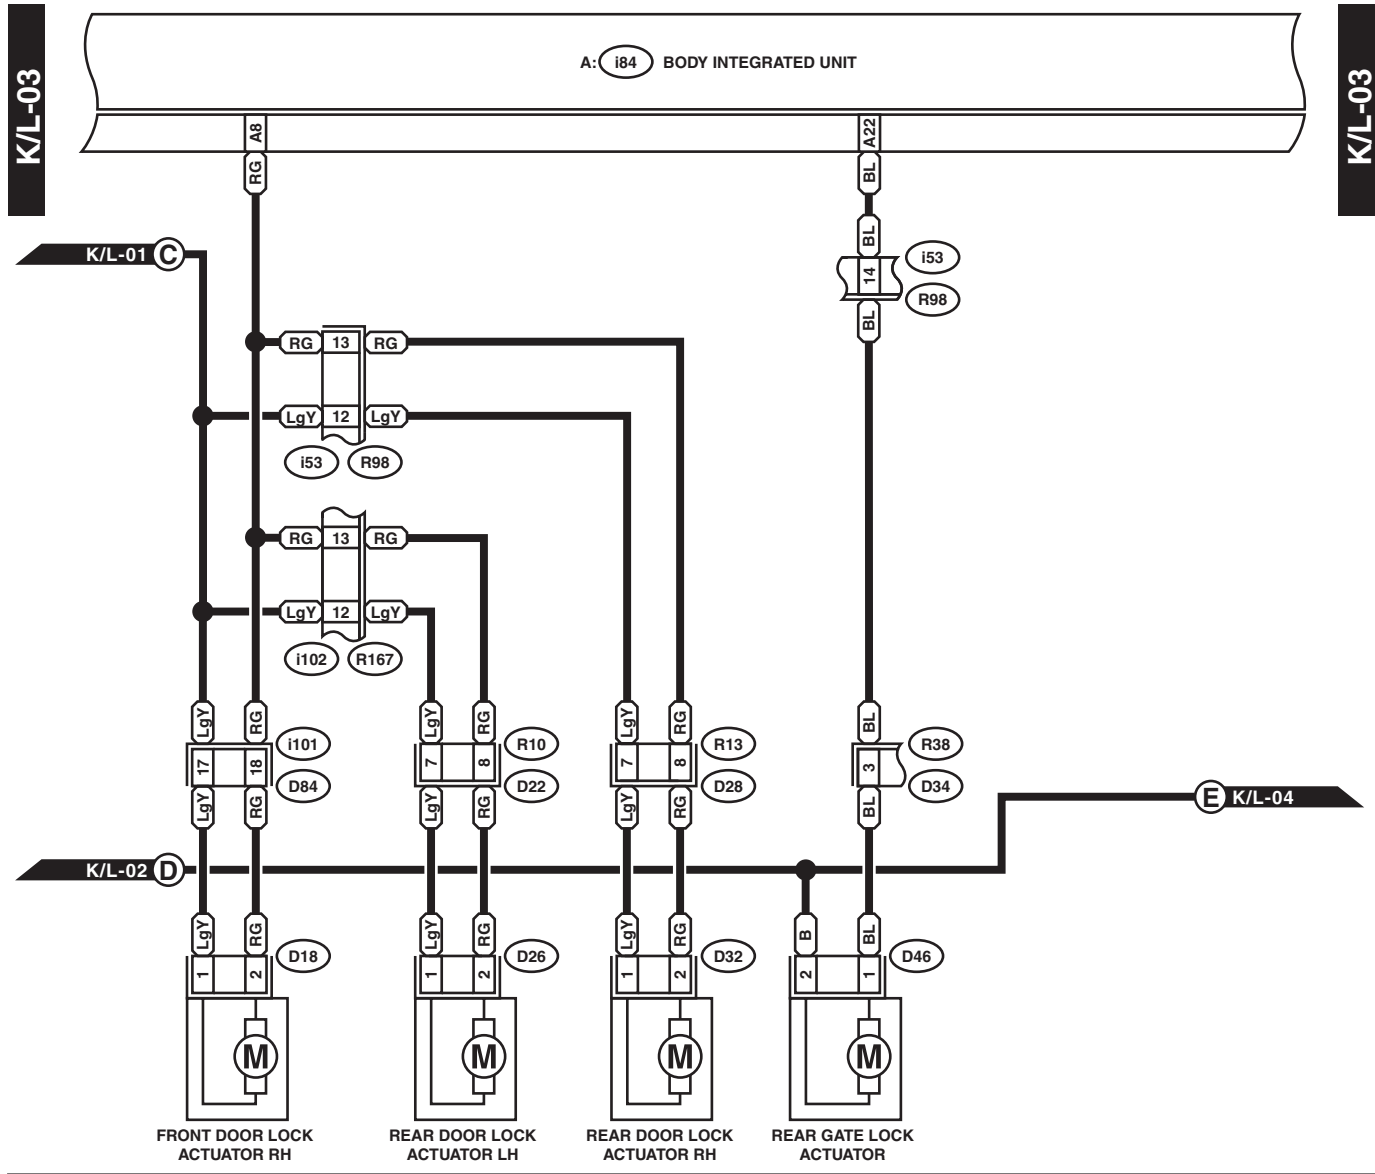 K/L-03
A: i84 BODY INTEGRATED UNIT
K/L-03
A8
A22
RG
BL
K/L-01 C
BL
14
i53
R98
BL
RG 13 RG
LgY 12 LgY
i53 R98
RG 13 RG
LgY 12 LgY
i102 R167
LgY RG
LgY RG
LgY RG
BL
i101
R10
R13
R38
17 18
7 8
7 8
3
D84
D22
D28
D34
LgY RG
LgY RG
LgY RG
BL
E K/L-04
K/L-02 D
LgY RG
LgY RG
LgY RG
B BL
D18
D26
D32
D46
1 2
1 2
1 2
2 1
M
M
M
M
FRONT DOOR LOCK
ACTUATOR RH
REAR DOOR LOCK
ACTUATOR LH
REAR DOOR LOCK
ACTUATOR RH
REAR GATE LOCK
ACTUATOR